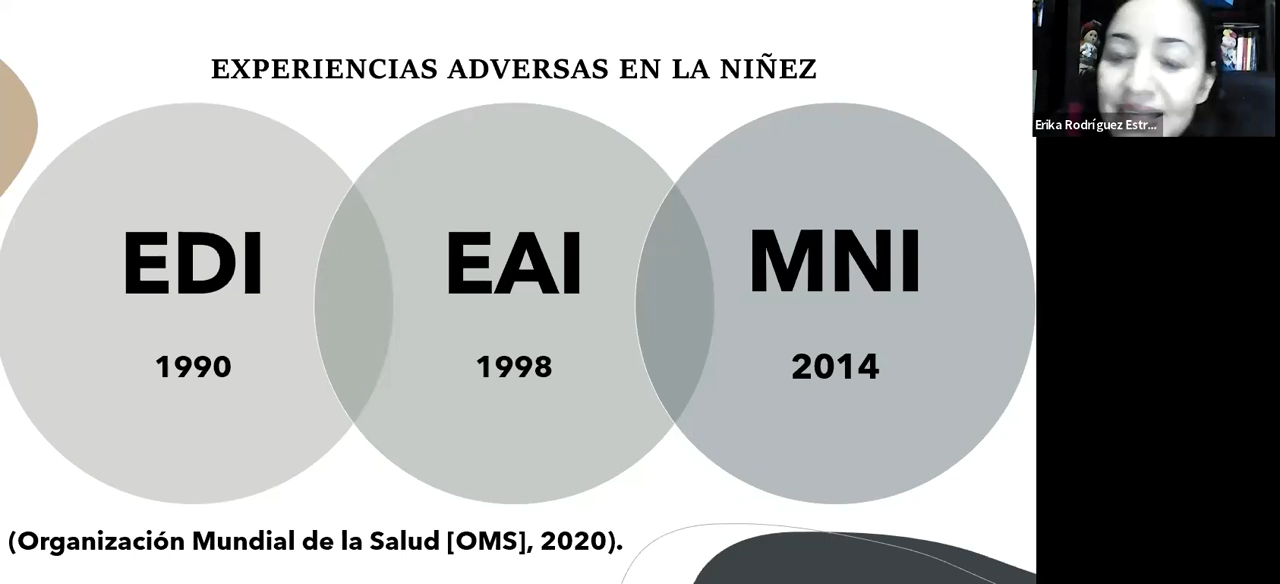 EXPERIENCIAS ADVERSAS EN LA NIÑEZ
EDI
1990
EAI
1998
MNI
2014
(Organización Mundial de la Salud [OMS], 2020).
Erika Rodríguez Estr...